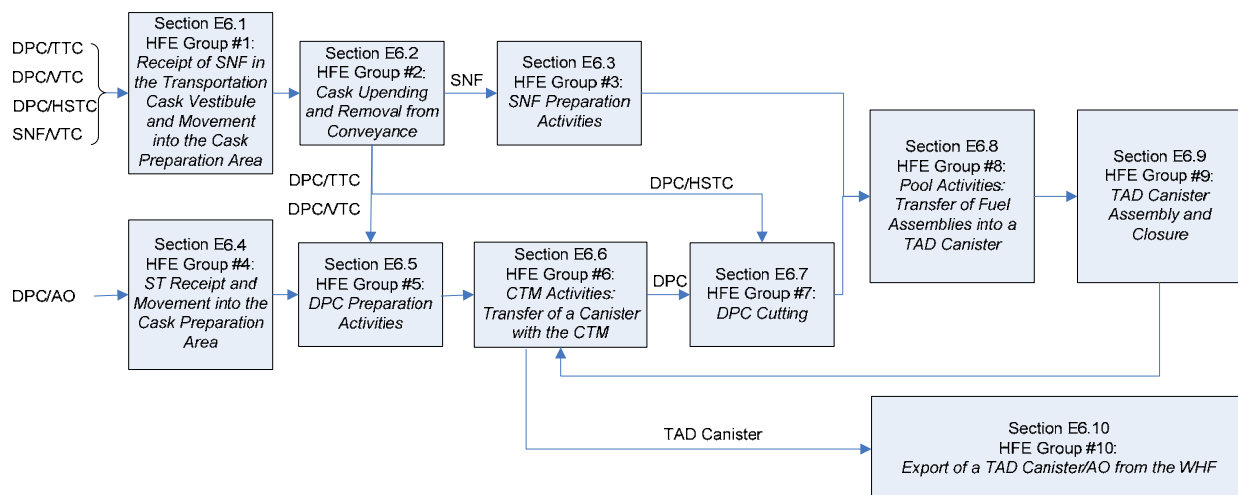 DPC/TTC
DPC/VTC
DPC/HSTC
SNF/VTC
Section E6.1
HFE Group #1:
Receipt of SNF in
the Transportation
Cask Vestibule
and Movement
into the Cask
Preparation Area
Section E6.2
HFE Group #2:
Cask Upending
and Removal from
Conveyance
SNF
Section E6.3
HFE Group #3:
SNF Preparation
Activities
DPC/TTC
DPC/VTC
DPC/HSTC
DPC/AO
Section E6.4
HFE Group #4:
ST Receipt and
Movement into the
Cask Preparation
Area
Section E6.5
HFE Group #5:
DPC Preparation
Activities
Section E6.6
HFE Group #6:
CTM Activities:
Transfer of a Canister
with the CTM
DPC
Section E6.7
HFE Group #7:
DPC Cutting
Section E6.8
HFE Group #8:
Pool Activities:
Transfer of Fuel
Assemblies into a
TAD Canister
Section E6.9
HFE Group #9:
TAD Canister
Assembly and
Closure
TAD Canister
Section E6.10
HFE Group #10:
Export of a TAD Canister/AO from the WHF